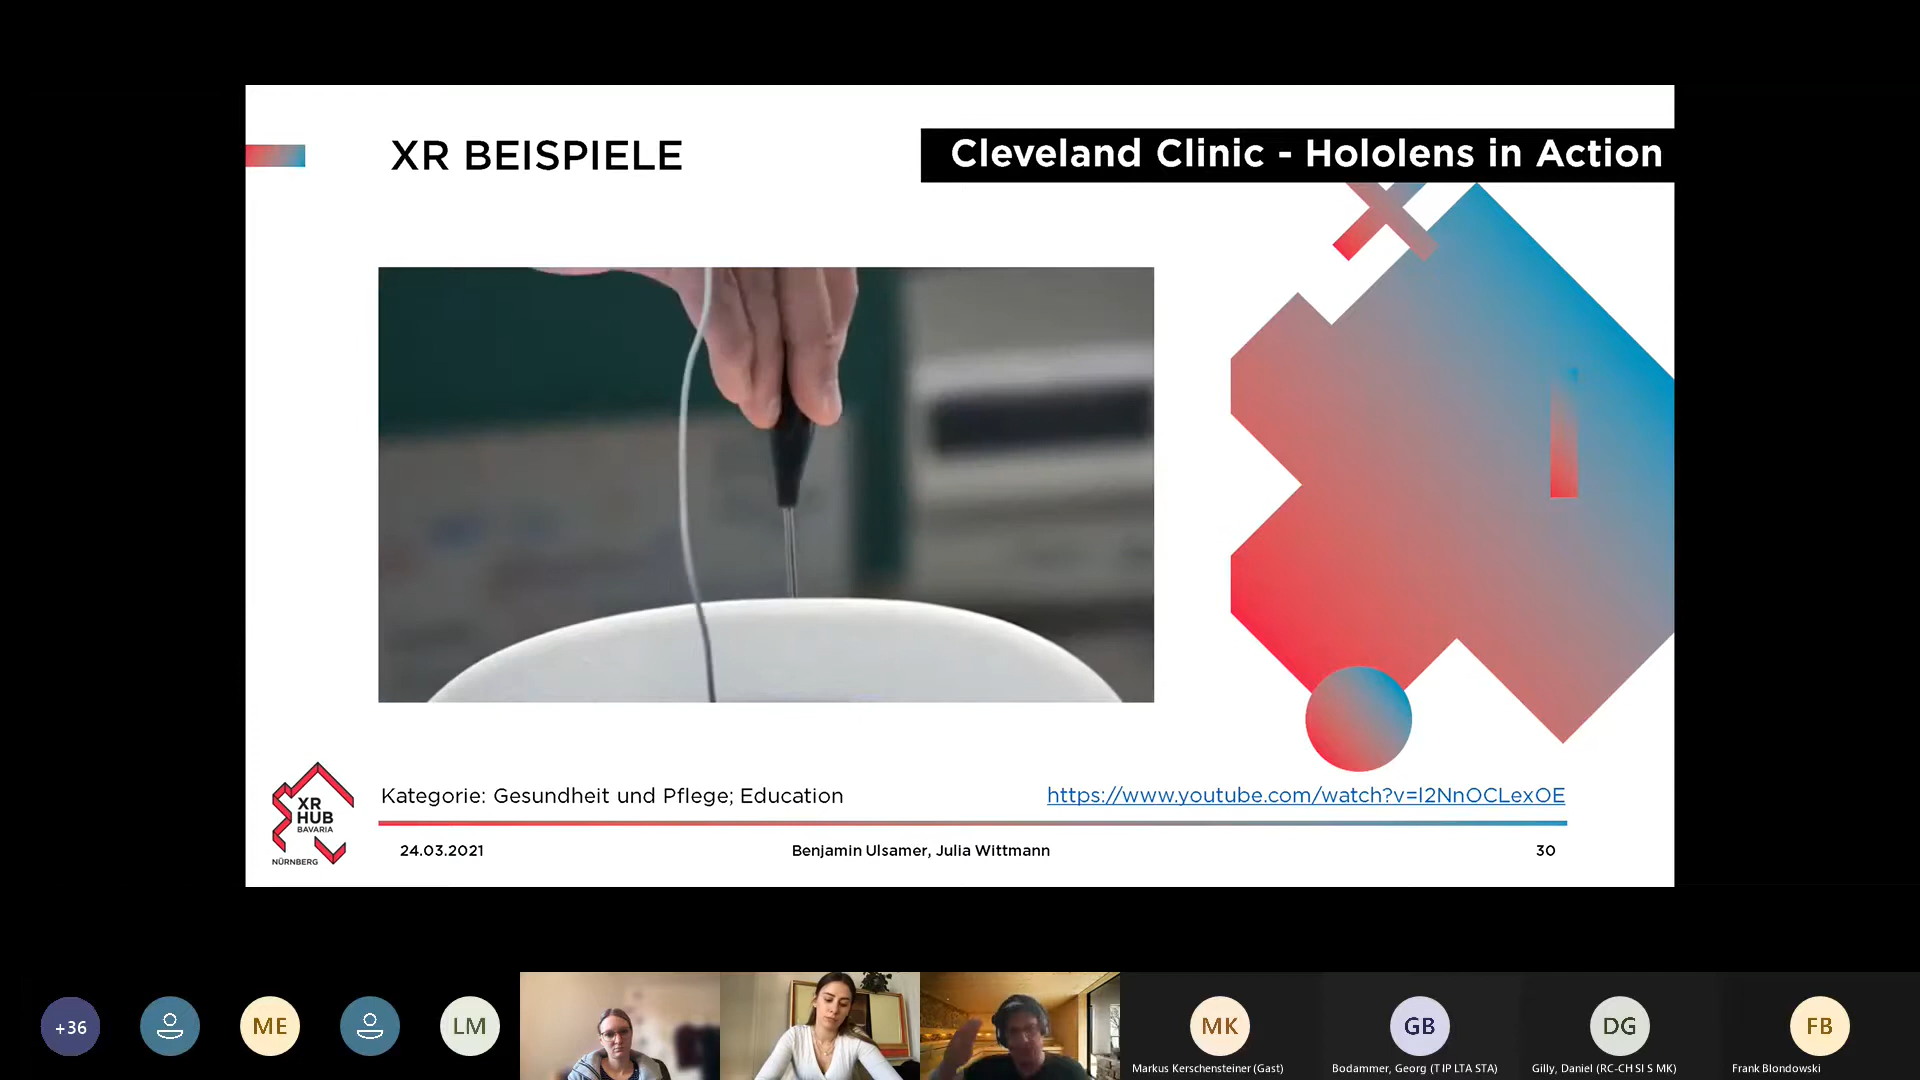 XR BEISPIELE
Cleveland Clinic - Hololens in Action
XR
HUB
BAVARIA
NÜRNBERG
Kategorie: Gesundheit und Pflege; Education
https://www.youtube.com/watch?v=l2NnOCLexOE
24.03.2021
Benjamin Ulsamer, Julia Wittmann
30
+36
ME
LM
MK
GB
DG
FB
Markus Kerschensteiner (Gast)
Bodammer, Georg (T IP LTA STA)
Gilly, Daniel (RC-CH SI S MK)
Frank Blondowski